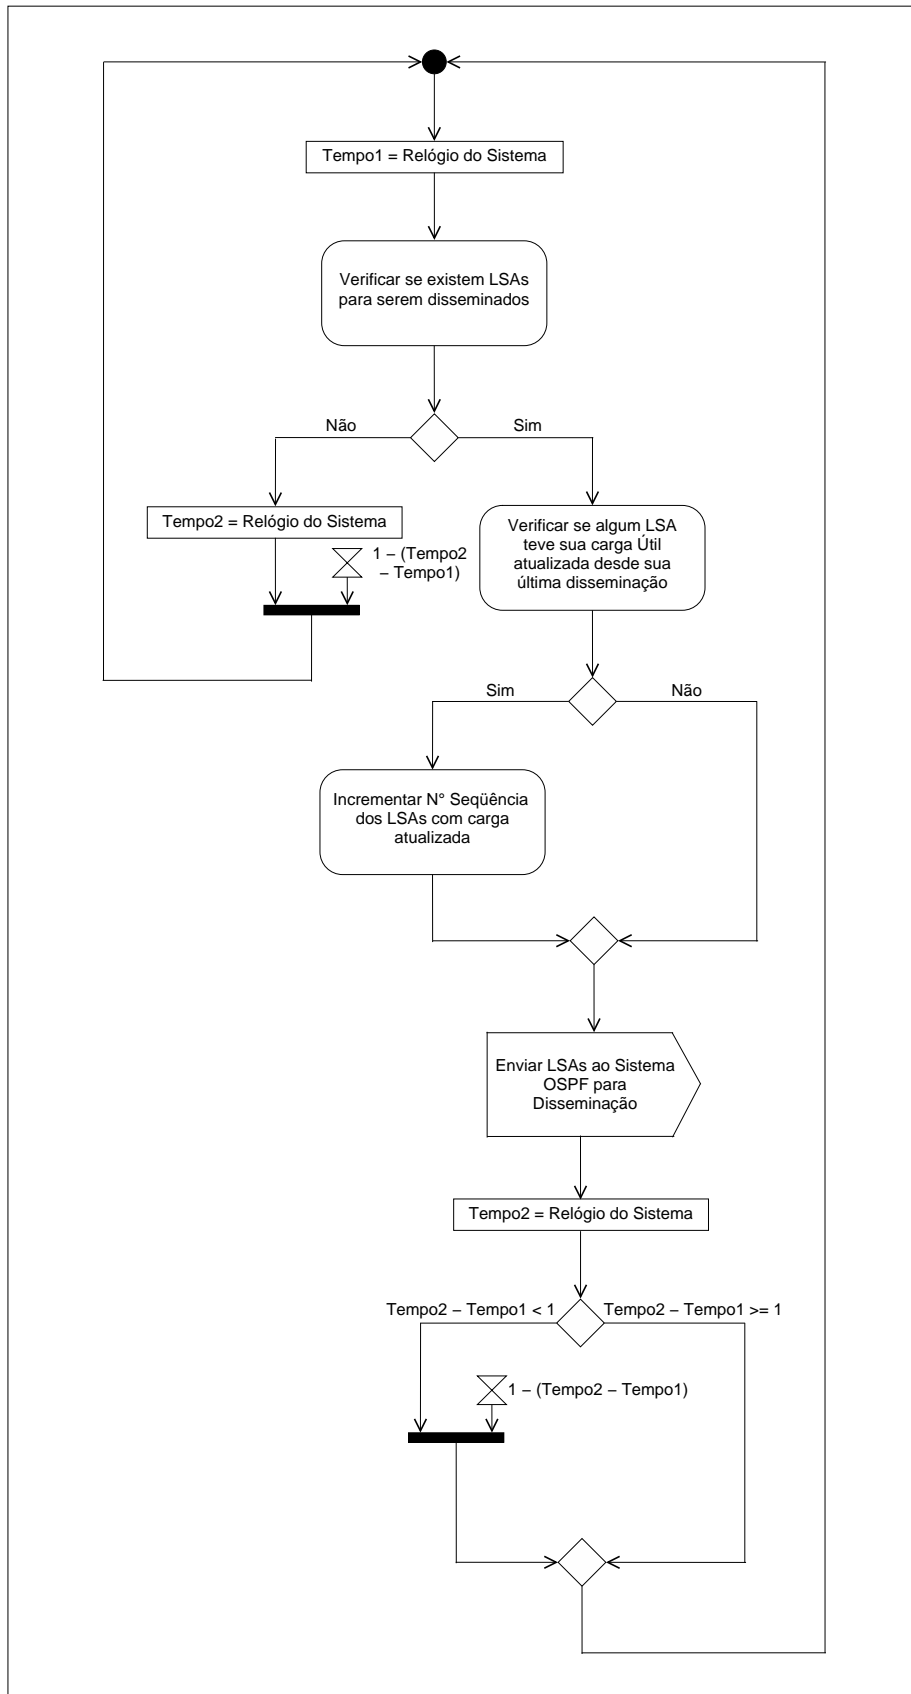 Tempo1 = Relógio do Sistema
Verificar se existem LSAs
para serem disseminados
Não
Sim
Tempo2 = Relógio do Sistema
1 – (Tempo2
– Tempo1)
Verificar se algum LSA
teve sua carga Útil
atualizada desde sua
última disseminação
Sim
Não
Incrementar N° Seqüência
dos LSAs com carga
atualizada
Enviar LSAs ao Sistema
OSPF para
Disseminação
Tempo2 = Relógio do Sistema
Tempo2 – Tempo1 < 1
Tempo2 – Tempo1 >= 1
1 – (Tempo2 – Tempo1)